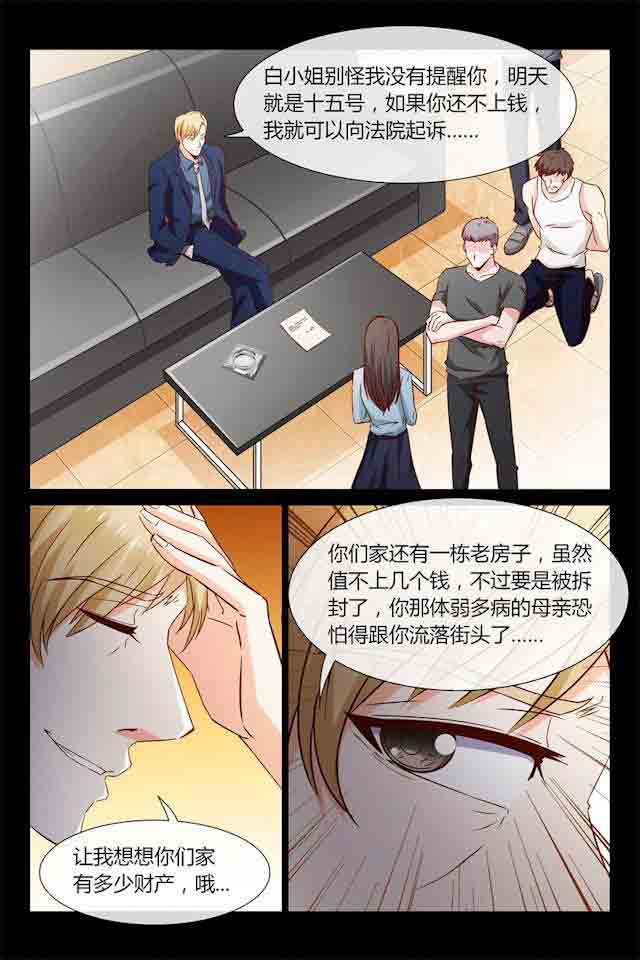 白小姐别怪我没有提醒你，明天
就是十五号，如果你还不上钱，
我就可以向法院起诉……
让我想想你们家
有多少财产，哦…
你们家还有一栋老房子，虽然
值不上几个钱，不过要是被拆
封了，你那体弱多病的母亲恐
怕得跟你流落街头了……